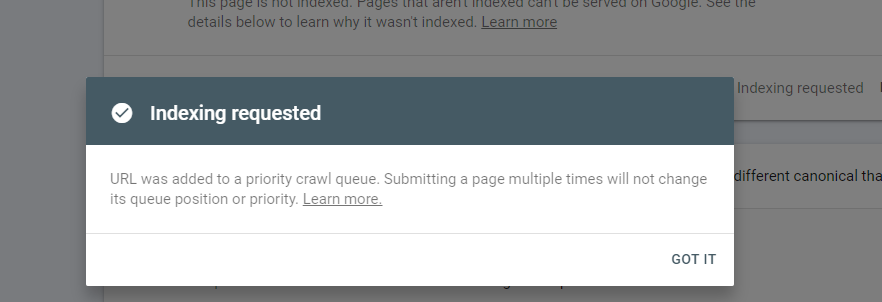 This page is not indexed. Pages that aren't indexed can't be served on Google. See the
details below to learn why it wasn't indexed. Learn more
Indexing requested
Indexing requested
URL was added to a priority crawl queue. Submitting a page multiple times will not change
its queue position or priority. Learn more.
different canonical tha
GOT IT